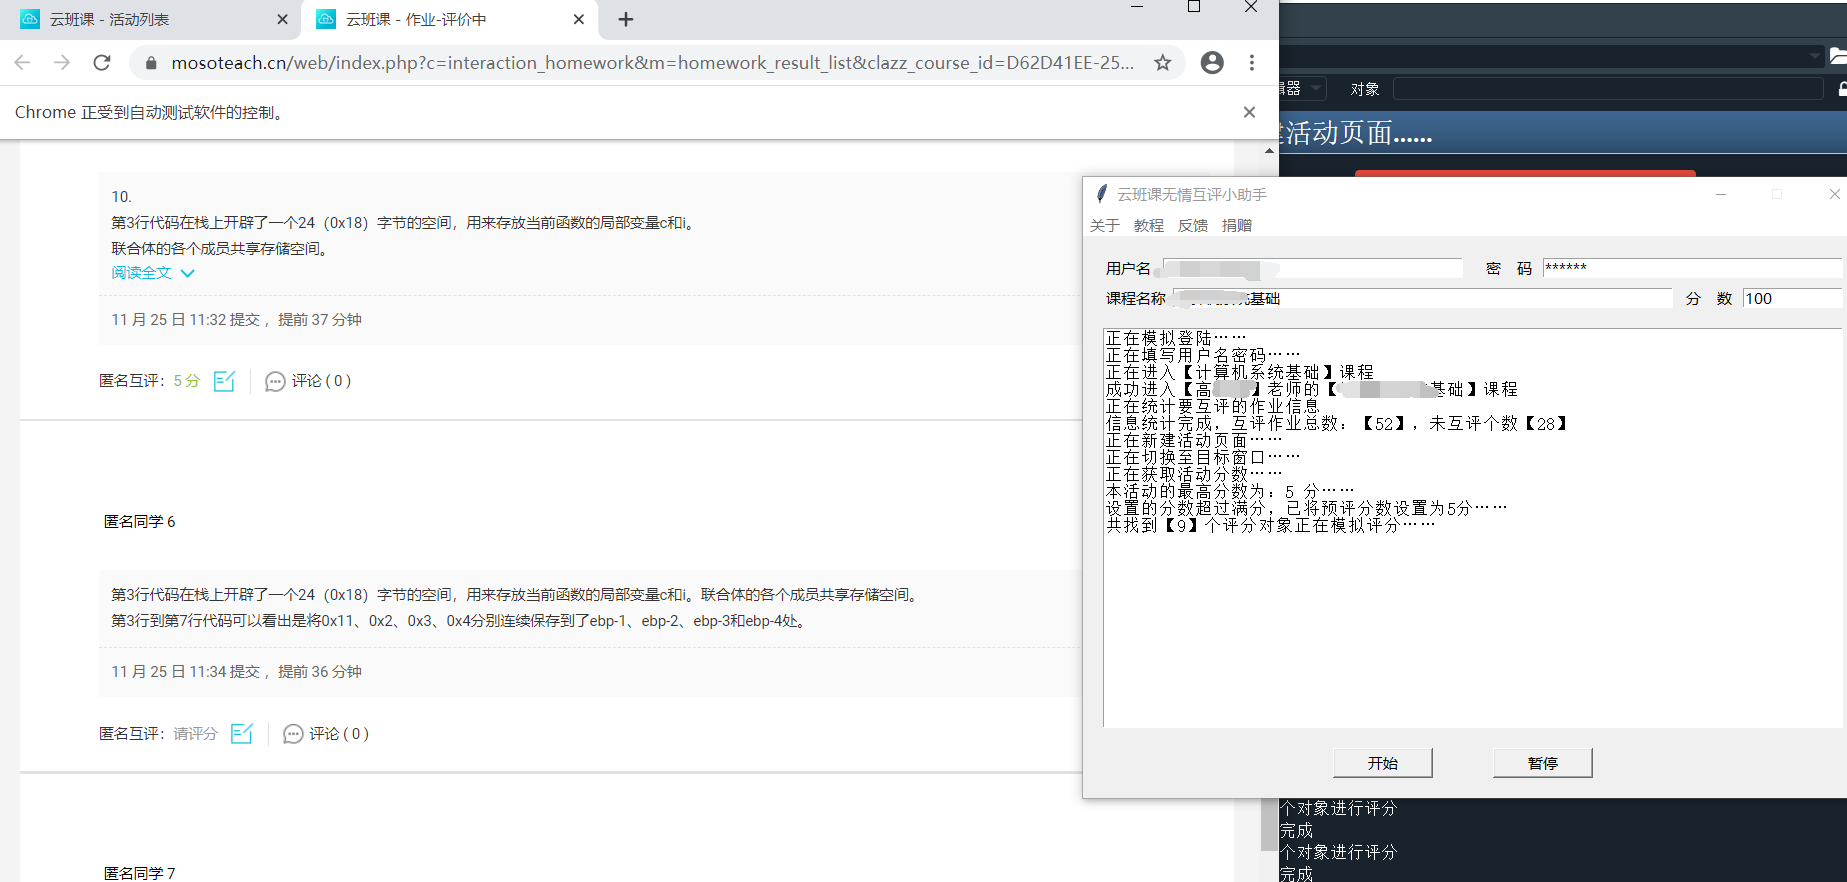 云班课 - 活动列表
云班课 - 作业-评价中
mosoteach.cn/web/index.php?c=interaction_homework&m=homework_result_list&clazz_course_id=D62D41EE-25...
Chrome 正受到自动测试软件的控制。
10.
第3行代码在栈上开辟了一个24（0x18）字节的空间，用来存放当前函数的局部变量c和i。
联合体的各个成员共享存储空间。
阅读全文
11 月 25 日 11:32 提交 ，提前 37 分钟
匿名互评： 5 分
评论 ( 0 )
匿名同学 6
第3行代码在栈上开辟了一个24（0x18）字节的空间，用来存放当前函数的局部变量c和i。联合体的各个成员共享存储空间。
第3行到第7行代码可以看出是将0x11、0x2、0x3、0x4分别连续保存到了ebp-1、ebp-2、ebp-3和ebp-4处。
11 月 25 日 11:34 提交 ，提前 36 分钟
匿名互评： 请评分
评论 ( 0 )
匿名同学 7
器
对象
活动页面......
云班课无情互评小助手
关于 教程 反馈 捐赠
用户名
密 码 ******
课程名称 统基础
分 数 100
正在模拟登陆……
正在填写用户名密码……
正在进入【计算机系统基础】课程
成功进入【高 】老师的【 基础】课程
正在统计要互评的作业信息
信息统计完成，互评作业总数：【52】，未互评个数【28】
正在新建活动页面……
正在切换至目标窗口……
正在获取活动分数……
本活动的最高分数为：5 分……
设置的分数超过满分，已将预评分数设置为5分……
共找到【9】个评分对象正在模拟评分……
开始
暂停
个对象进行评分
完成
个对象进行评分
完成